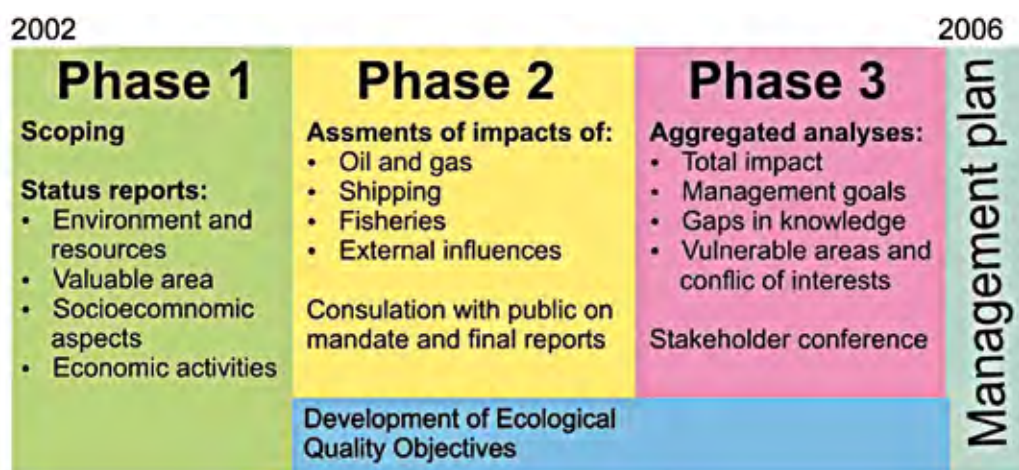 2002
2006
Phase 1
Scoping
Status reports:
• Environment and
resources
• Valuable area
• Socioecomnomic
aspects
• Economic activities
Phase 2
Assments of impacts of:
• Oil and gas
• Shipping
• Fisheries
• External influences
Consulation with public on
mandate and final reports
Phase 3
Aggregated analyses:
• Total impact
• Management goals
• Gaps in knowledge
• Vulnerable areas and
conflic of interests
Stakeholder conference
Development of Ecological
Quality Objectives
Management plan